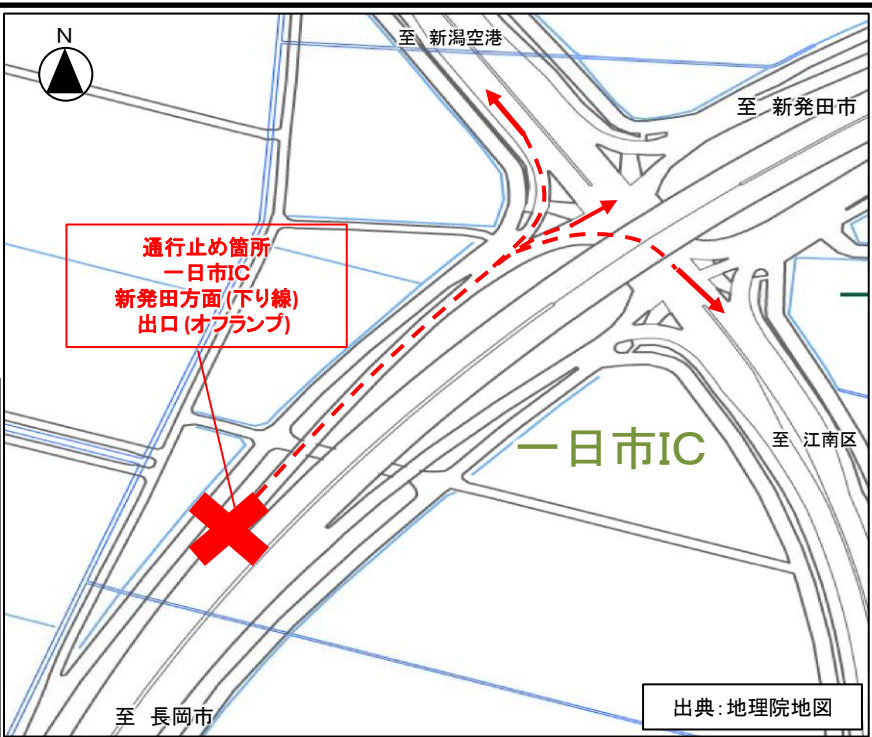 N
至 新潟空港
至 新発田市
通行止め箇所
一日市IC
新発田方面(下り線)
出口(オフランプ)
一日市IC
至 江南区
至 長岡市
出典:地理院地図